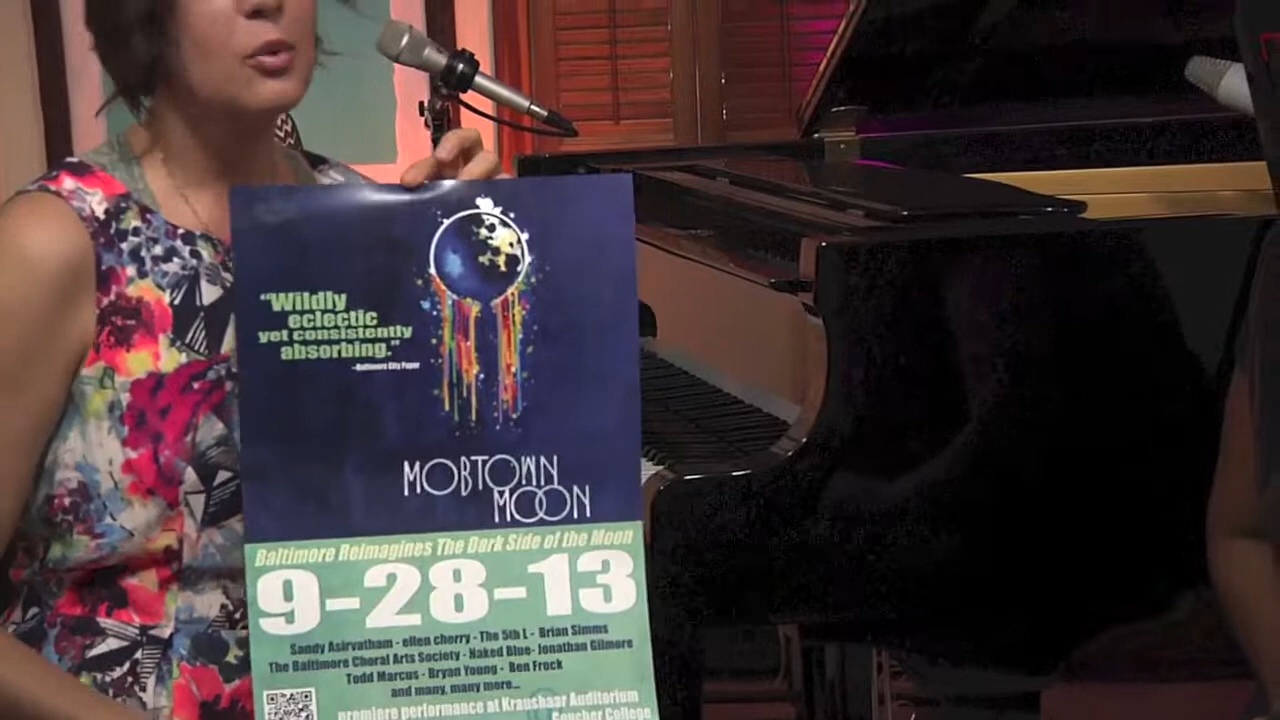 “Wildly
eclectic
yet consistently
absorbing.”
–Baltimore City Paper
MOBTOWN
MOON
Baltimore Reimagines The Dark Side of the Moon
9-28-13
Sandy Asirvatham - ellen cherry - The 5th L - Brian Simms
The Baltimore Choral Arts Society - Naked Blue- Jonathan Gilmore
Todd Marcus - Bryan Young - Ben Frock
and many, many more...
premiere performance at Kraushaar Auditorium
Goucher College